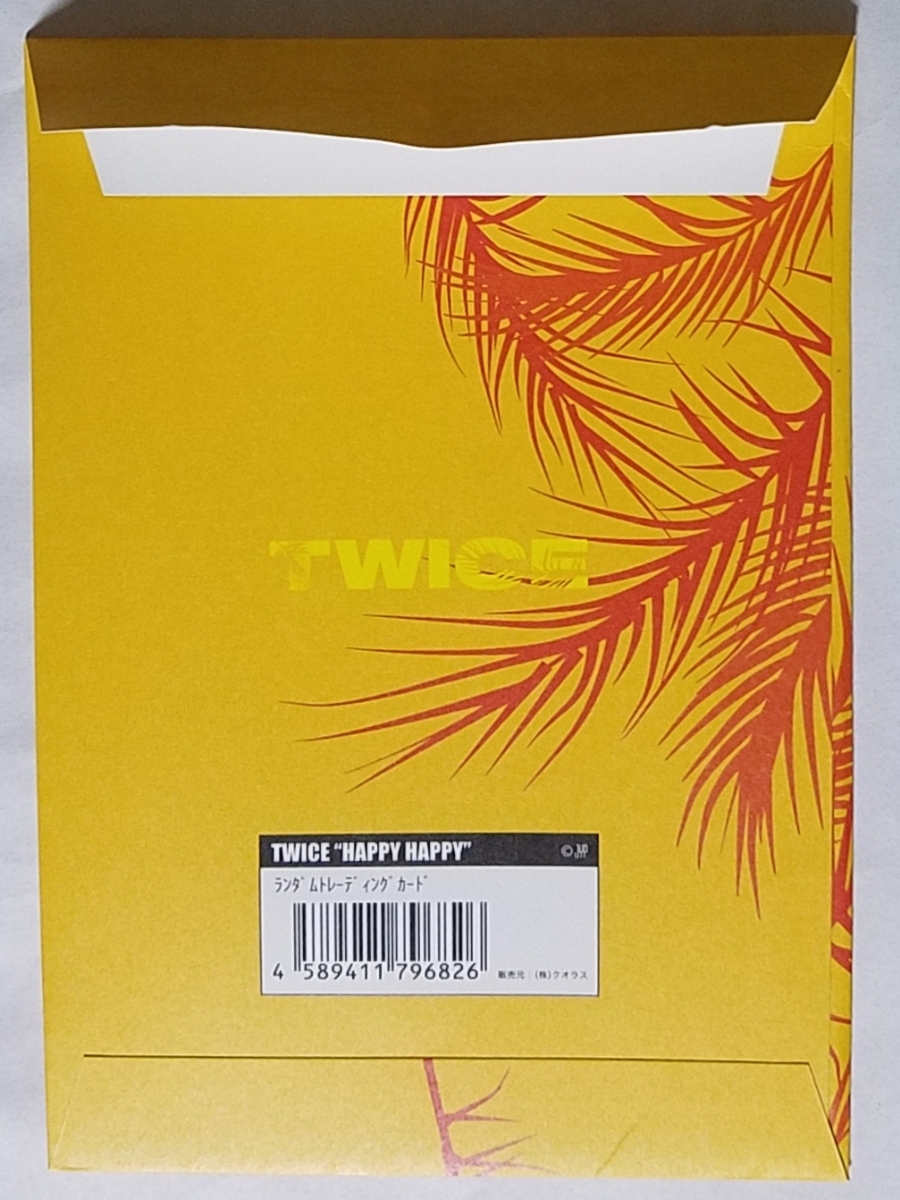 TWICE
TWICE “HAPPY HAPPY”
©
ﾗﾝﾀﾞﾑﾄﾚｰﾃﾞｨﾝｸﾞｶｰﾄﾞ
4 589411 796826
販売元：(株)クオラス